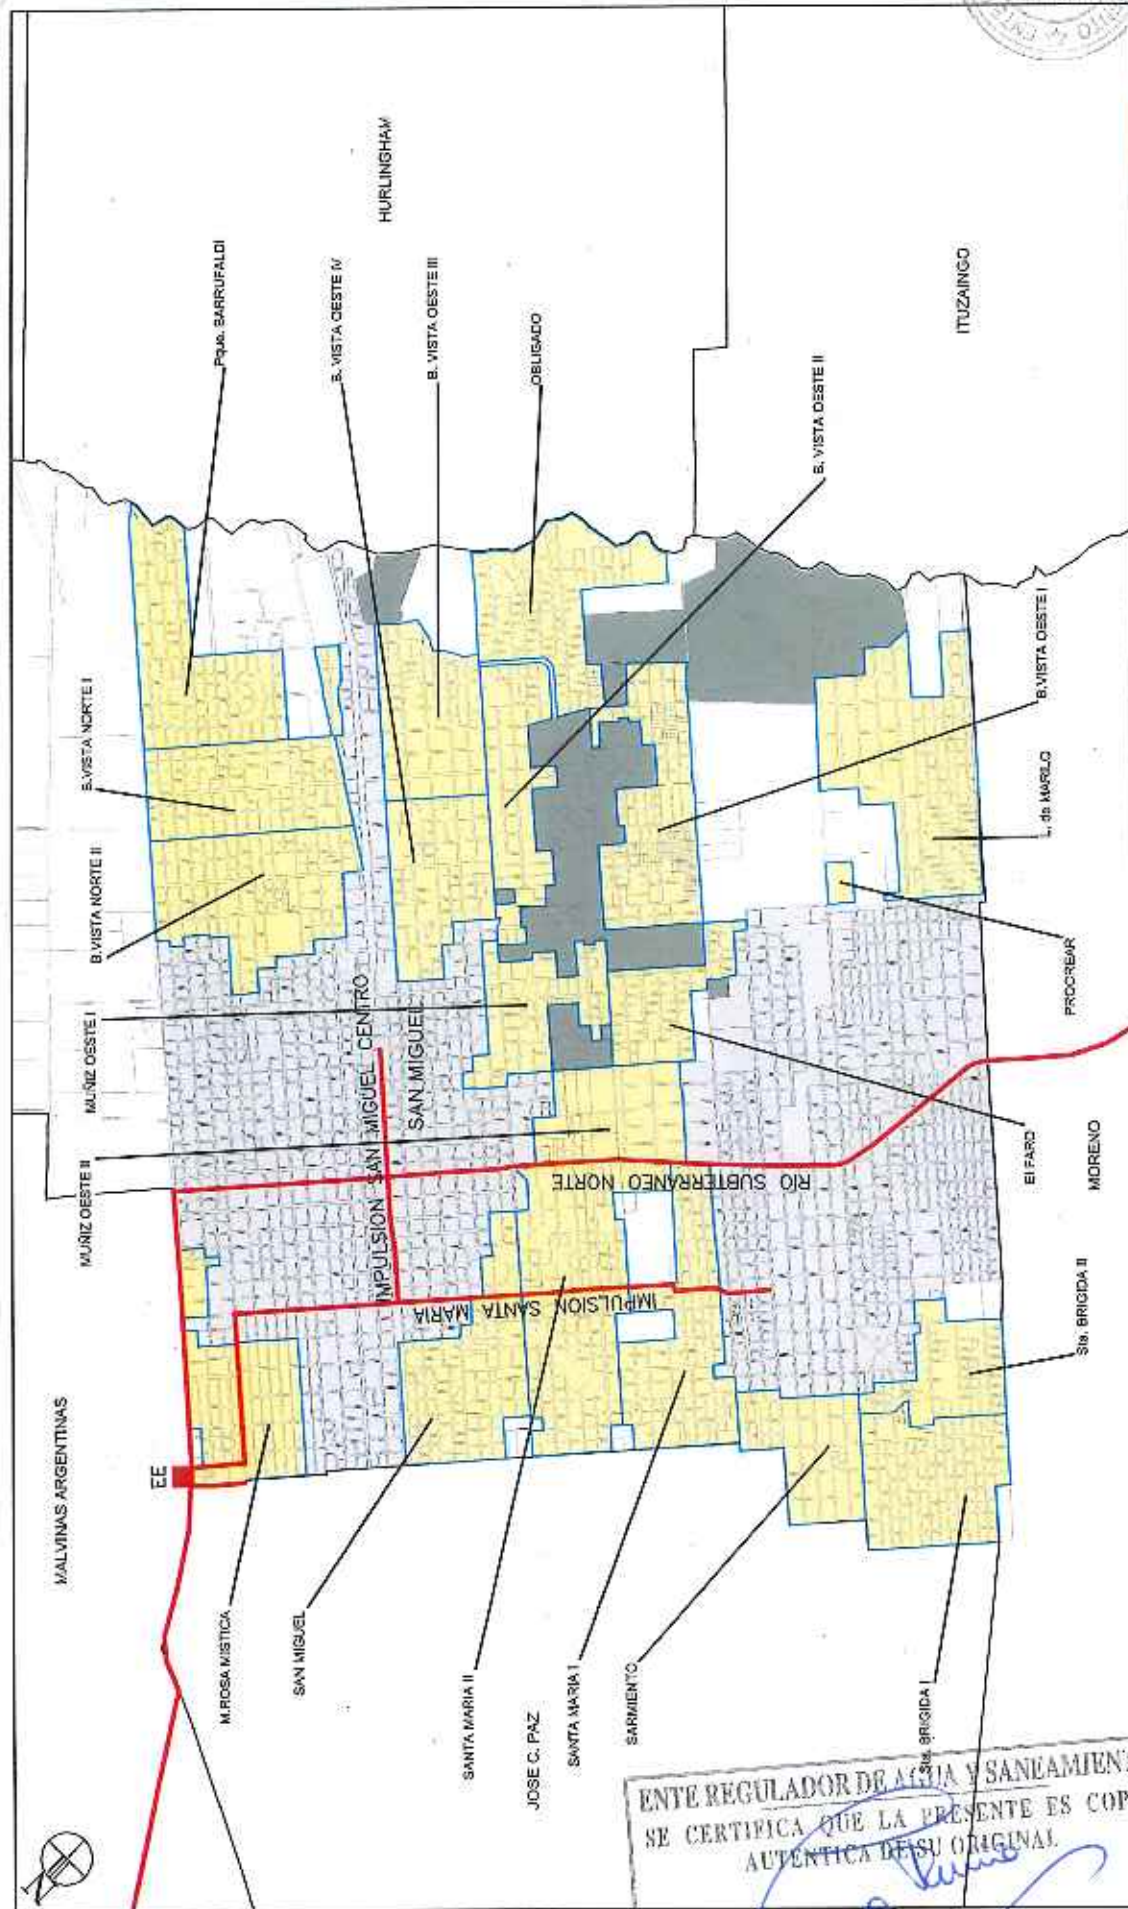 MALVINAS ARGENTINAS
MUÑIZ OESTE II
MUÑIZ OESTE I
B.VISTA NORTE II
B.VISTA NORTE I
Pque. BARRUFALDI
HURLINGHAM
B. VISTA OESTE IV
B. VISTA OESTE III
OBLIGADO
B. VISTA OESTE II
ITUZAINGO
EE
IMPULSION SAN MIGUEL CENTRO
SAN MIGUEL
RÍO SUBTERRÁNEO NORTE
IMPULSION SANTA MARIA
M.ROSA MISTICA
SAN MIGUEL
SANTA MARIA II
JOSE C. PAZ
SANTA MARIA I
SARMIENTO
Sta. BRIGIDA I
Sta. BRIGIDA II
MORENO
El FARO
PROCREAR
L. de MARILO
B.VISTA OESTE I
ENTE REGULADOR DE AGUA Y SANEAMIENT
SE CERTIFICA QUE LA PRESENTE ES COP
AUTENTICA DE SU ORIGINAL